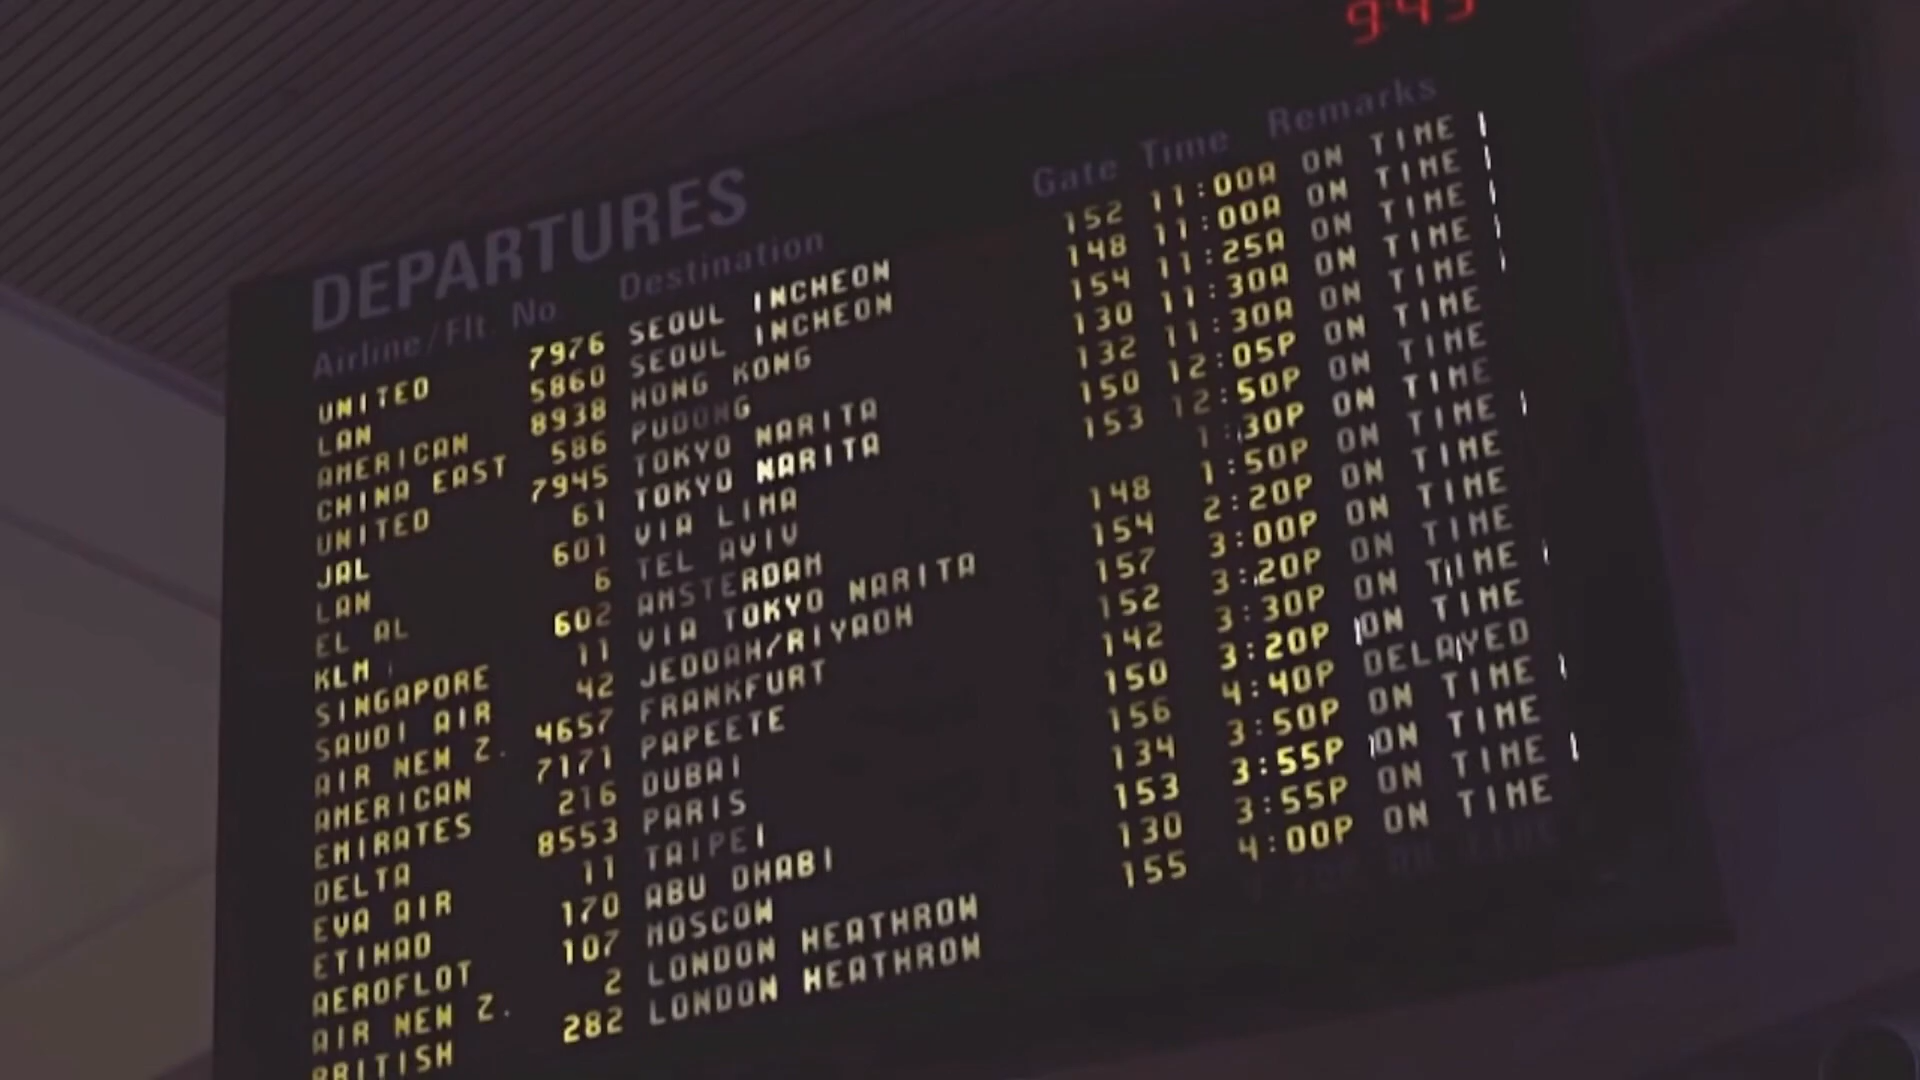 9:45
DEPARTURES
Airline/Flt. No Destination Gate Time Remarks
UNITED 7976 SEOUL INCHEON 152 11:00A ON TIME
LAN 5860 SEOUL INCHEON 148 11:00A ON TIME
AMERICAN 8938 HONG KONG 154 11:25A ON TIME
CHINA EAST 586 PUDONG 130 11:30A ON TIME
UNITED 7945 TOKYO NARITA 132 11:30A ON TIME
JAL 61 TOKYO NARITA 150 12:05P ON TIME
LAN 601 VIA LIMA 153 12:50P ON TIME
EL AL 6 TEL AVIV 1:30P ON TIME
KLM 602 AMSTERDAM 148 1:50P ON TIME
SINGAPORE 11 VIA TOKYO NARITA 154 2:20P ON TIME
SAUDI AIR 42 JEDDAH/RIYADH 157 3:00P ON TIME
AIR NEW Z. 4657 FRANKFURT 152 3:20P ON TIME
AMERICAN 7171 PAPEETE 142 3:30P ON TIME
EMIRATES 216 DUBAI 150 3:20P ON TIME
DELTA 8553 PARIS 156 4:40P DELAYED
EVA AIR 11 TAIPEI 134 3:50P ON TIME
ETIHAD 170 ABU DHABI 153 3:55P ON TIME
AEROFLOT 107 MOSCOW 130 3:55P ON TIME
AIR NEW Z. 2 LONDON HEATHROW 155 4:00P ON TIME
BRITISH 282 LONDON HEATHROW